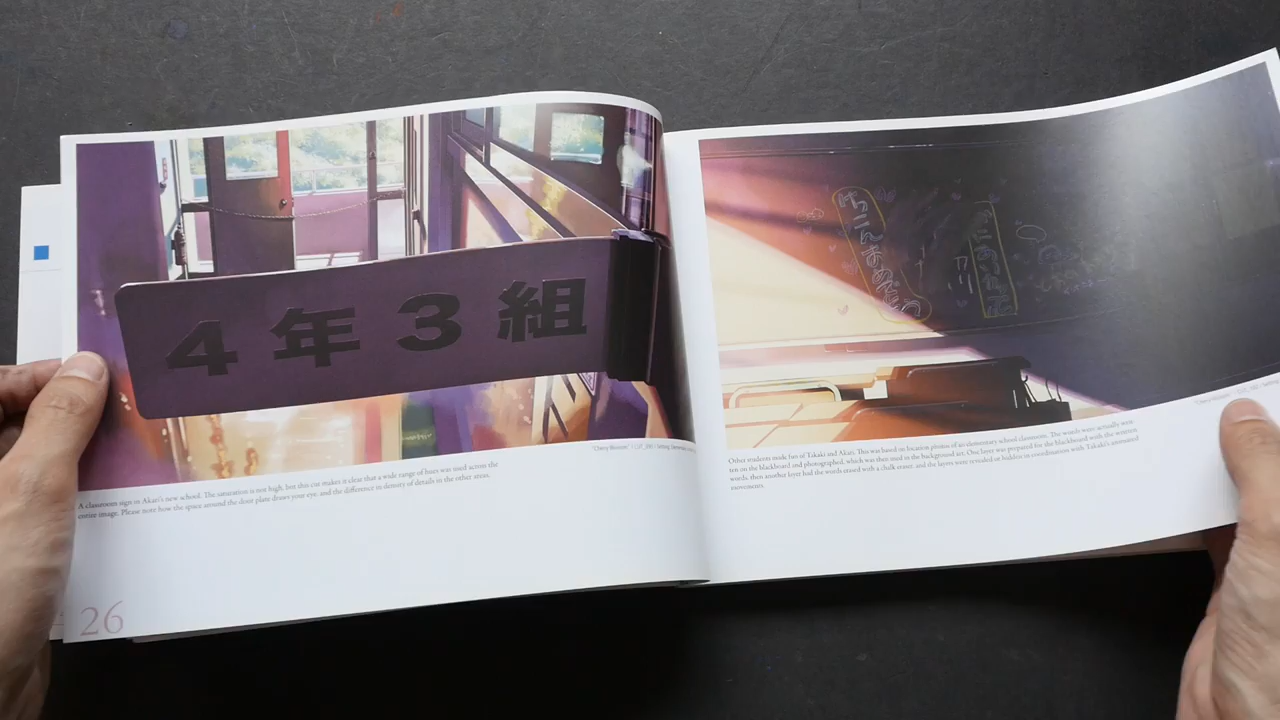 4年3組
"Cherry Blossom"
A classroom sign in Akari's new school. The saturation is not high, but this cut makes it clear that a wide range of hues was used across the
entire image. Please note how the space around the door plate draws your eye, and the difference in density of details in the other areas.
26
Other students made fun of Takaki and Akari. This was based on location photos of an elementary school classroom. The words were actually writ-
ten on the blackboard and photographed, which was then used in the background art. One layer was prepared for the blackboard with the written
words, then another layer had the words erased with a chalk eraser, and the layers were revealed or hidden in coordination with Takaki's animated
movements.